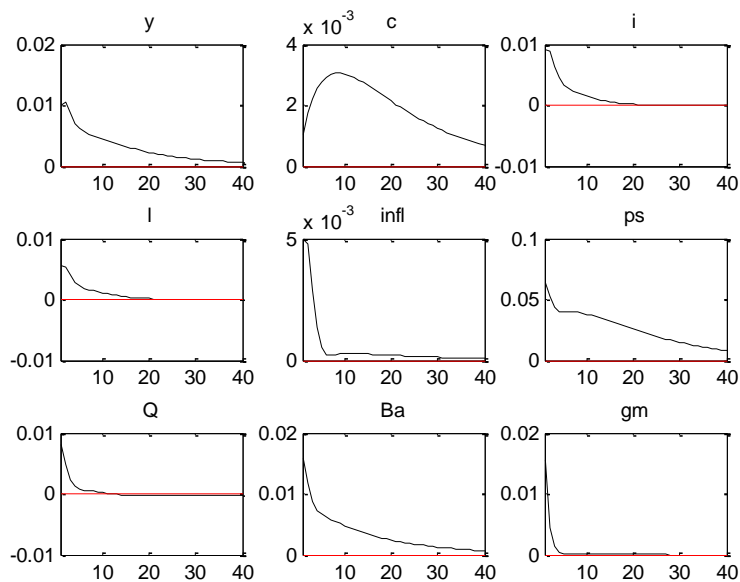 y c i
0.02 4 x 10⁻³ 0.01
0.01 2 0
0 0 -0.01
10 20 30 40 10 20 30 40 10 20 30 40
l infl ps
0.01 5 x 10⁻³ 0.1
0 0.05
-0.01 0 0
10 20 30 40 10 20 30 40 10 20 30 40
Q Ba gm
0.01 0.02 0.02
0 0.01 0.01
-0.01 0 0
10 20 30 40 10 20 30 40 10 20 30 40